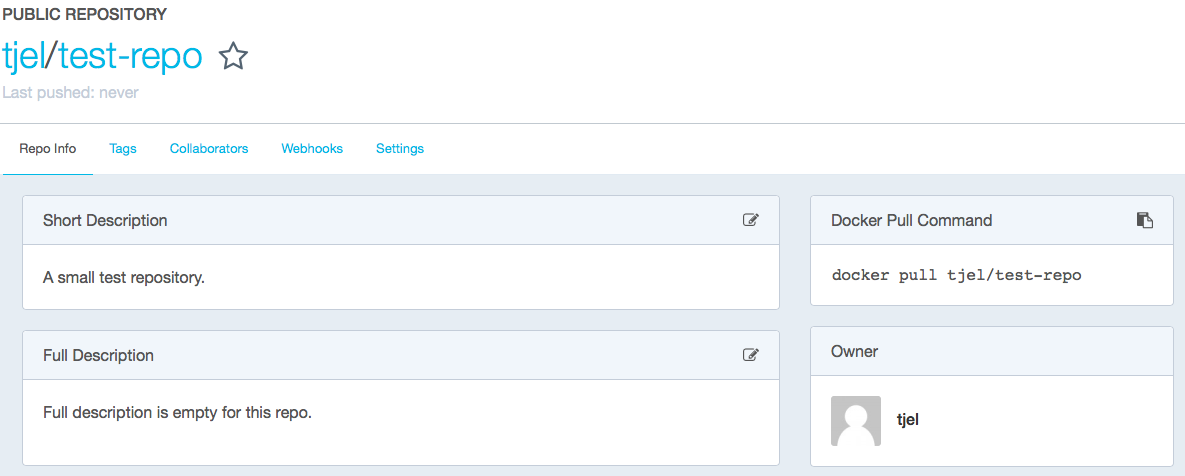 PUBLIC REPOSITORY
tjel/test-repo
Last pushed: never
Repo Info Tags Collaborators Webhooks Settings
Short Description
A small test repository.
Full Description
Full description is empty for this repo.
Docker Pull Command
docker pull tjel/test-repo
Owner
tjel